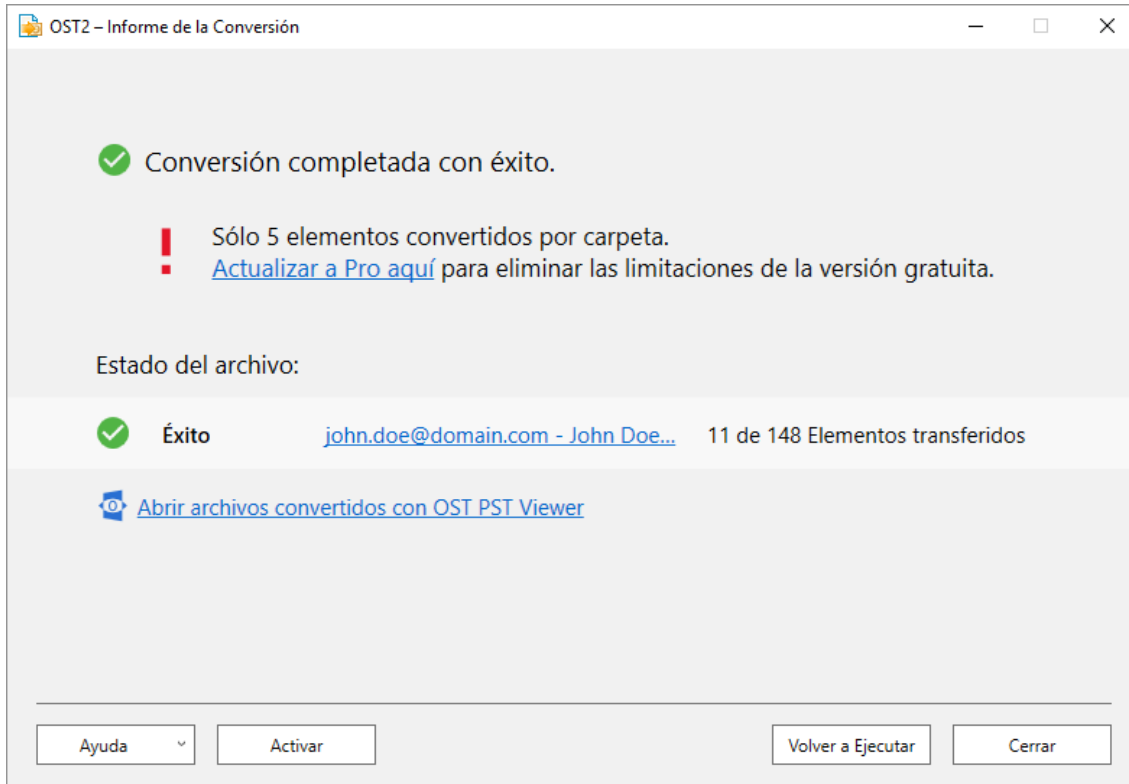 OST2 – Informe de la Conversión
Conversión completada con éxito.
Sólo 5 elementos convertidos por carpeta.
Actualizar a Pro aquí para eliminar las limitaciones de la versión gratuita.
Estado del archivo:
Éxito john.doe@domain.com - John Doe... 11 de 148 Elementos transferidos
Abrir archivos convertidos con OST PST Viewer
Ayuda Activar Volver a Ejecutar Cerrar